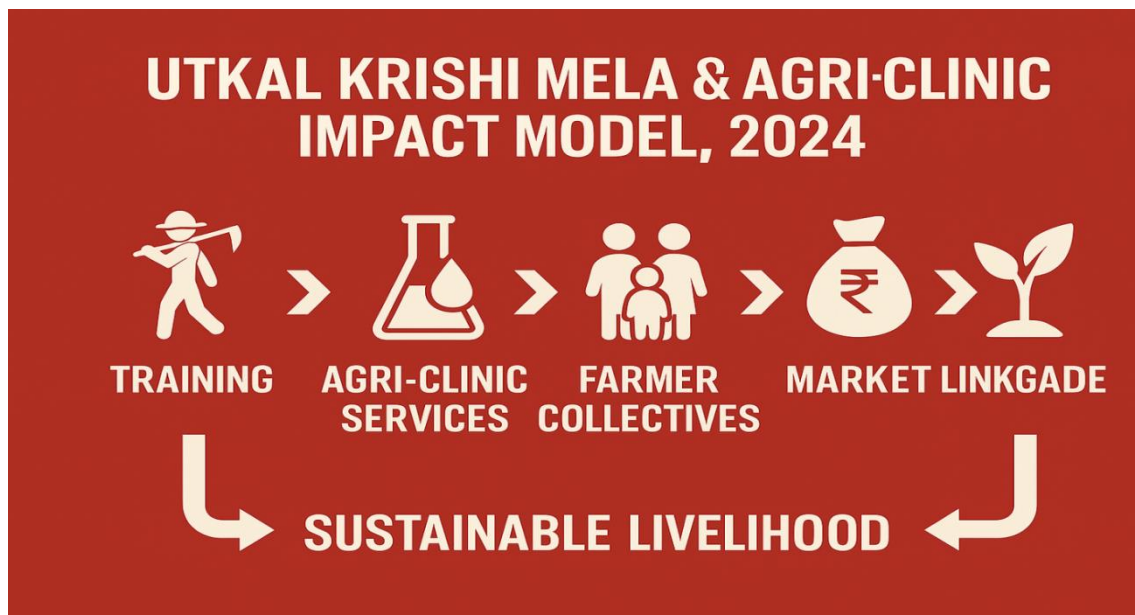 UTKAL KRISHI MELA & AGRI-CLINIC
IMPACT MODEL, 2024
₹
TRAINING
AGRI-CLINIC
SERVICES
FARMER
COLLECTIVES
MARKET LINKGADE
SUSTAINABLE LIVELIHOOD